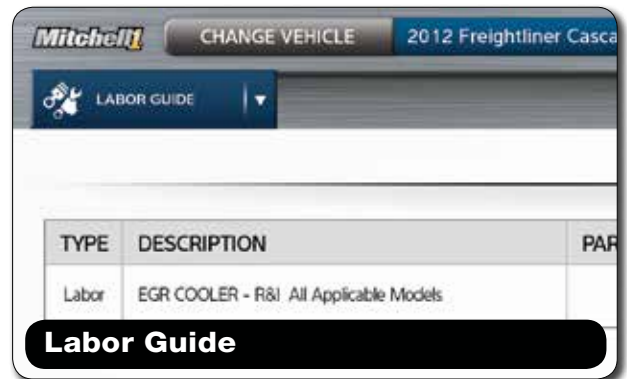 Mitchell1 CHANGE VEHICLE 2012 Freightliner Casca
LABOR GUIDE
TYPE DESCRIPTION PAR
Labor EGR COOLER - R&I All Applicable Models
Labor Guide